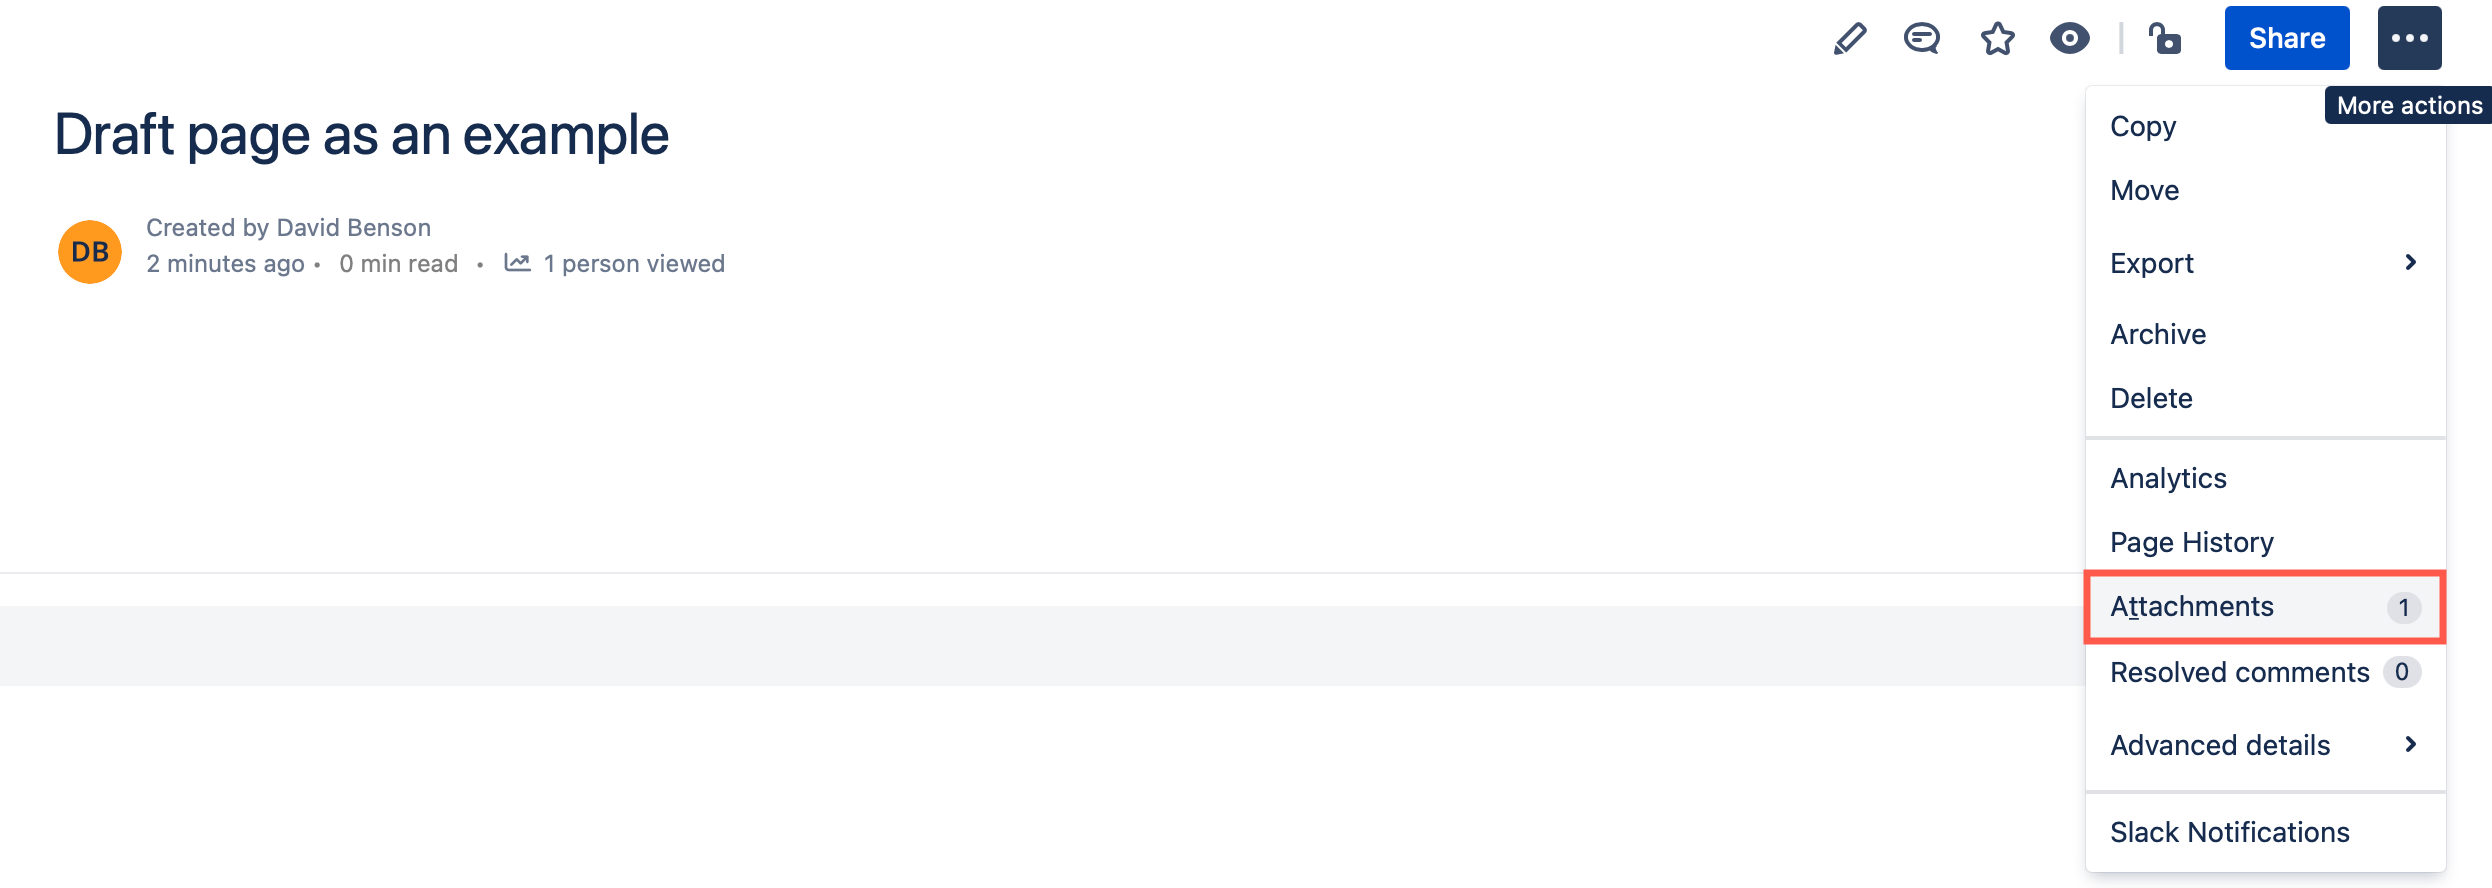 Share
More actions
Draft page as an example
DB
Created by David Benson
2 minutes ago • 0 min read • 1 person viewed
Copy
Move
Export
Archive
Delete
Analytics
Page History
Attachments 1
Resolved comments 0
Advanced details
Slack Notifications